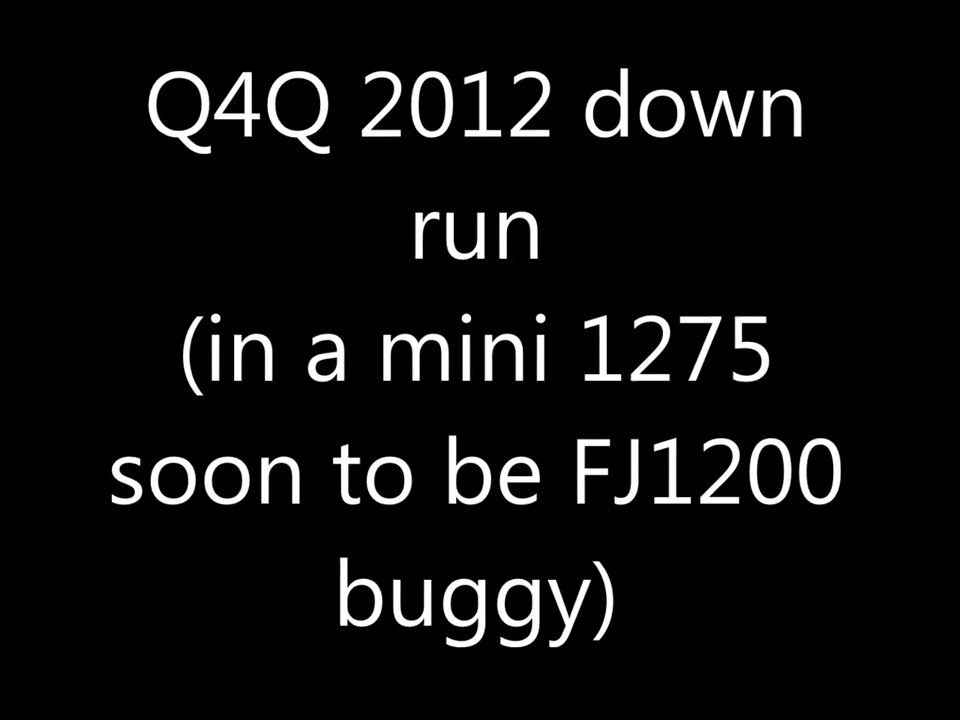 Q4Q 2012 down
run
(in a mini 1275
soon to be FJ1200
buggy)